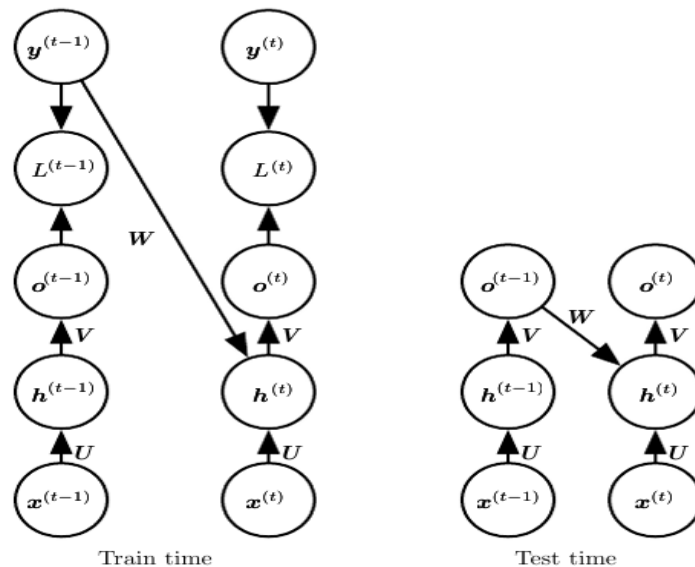 y^(t−1) y^(t)
L^(t−1) L^(t)
W
o^(t−1) o^(t) o^(t−1) o^(t)
W
V V V V
h^(t−1) h^(t) h^(t−1) h^(t)
U U U U
x^(t−1) x^(t) x^(t−1) x^(t)
Train time Test time